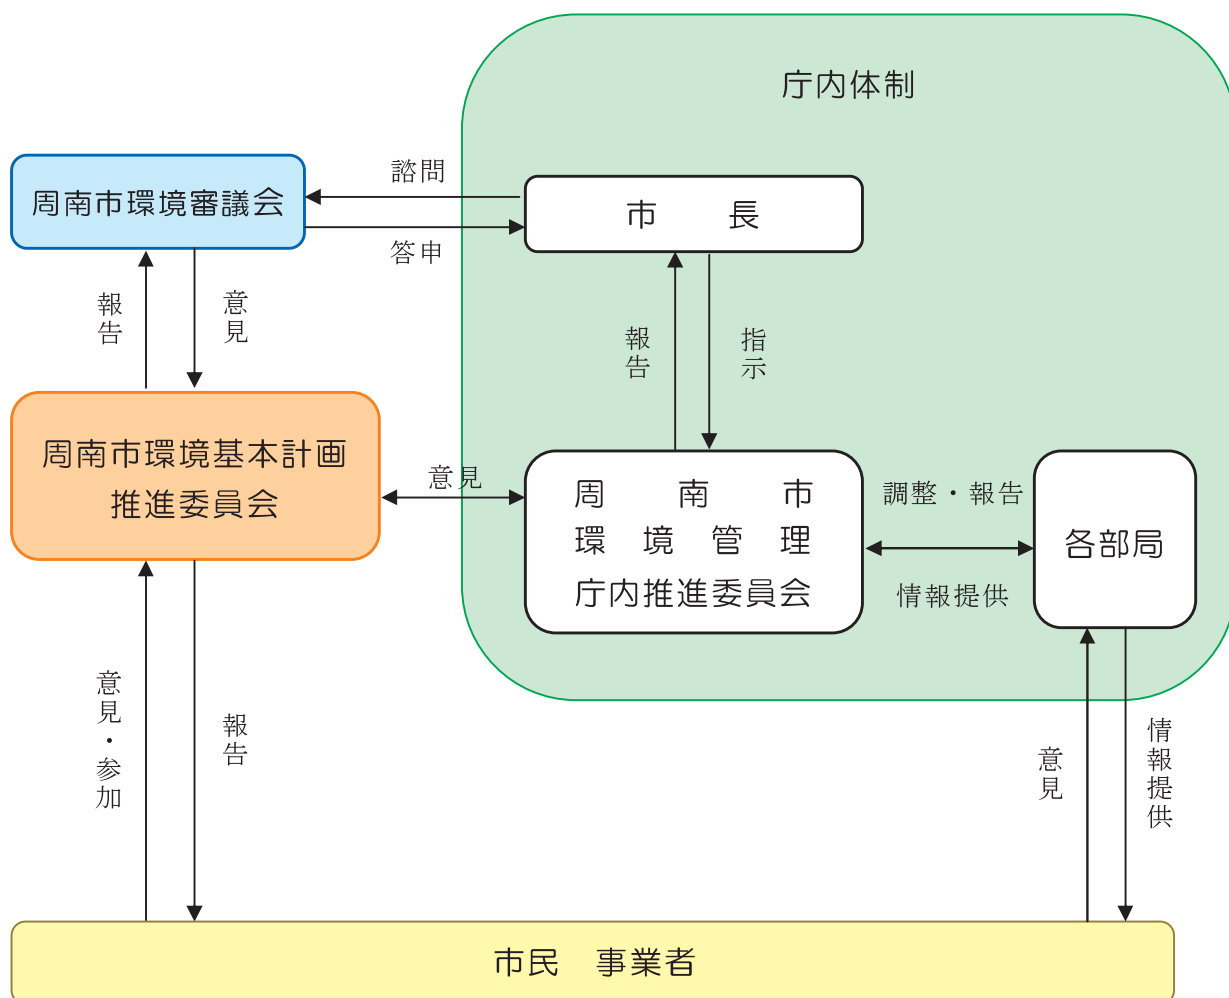 庁内体制
諮問
周南市環境審議会
市　　長
答申
報告
意見
報告
指示
周南市環境基本計画
推進委員会
意見
周　南　市
環　境　管　理
庁内推進委員会
調整・報告
各部局
情報提供
意見・参加
報告
意見
情報提供
市民　事業者